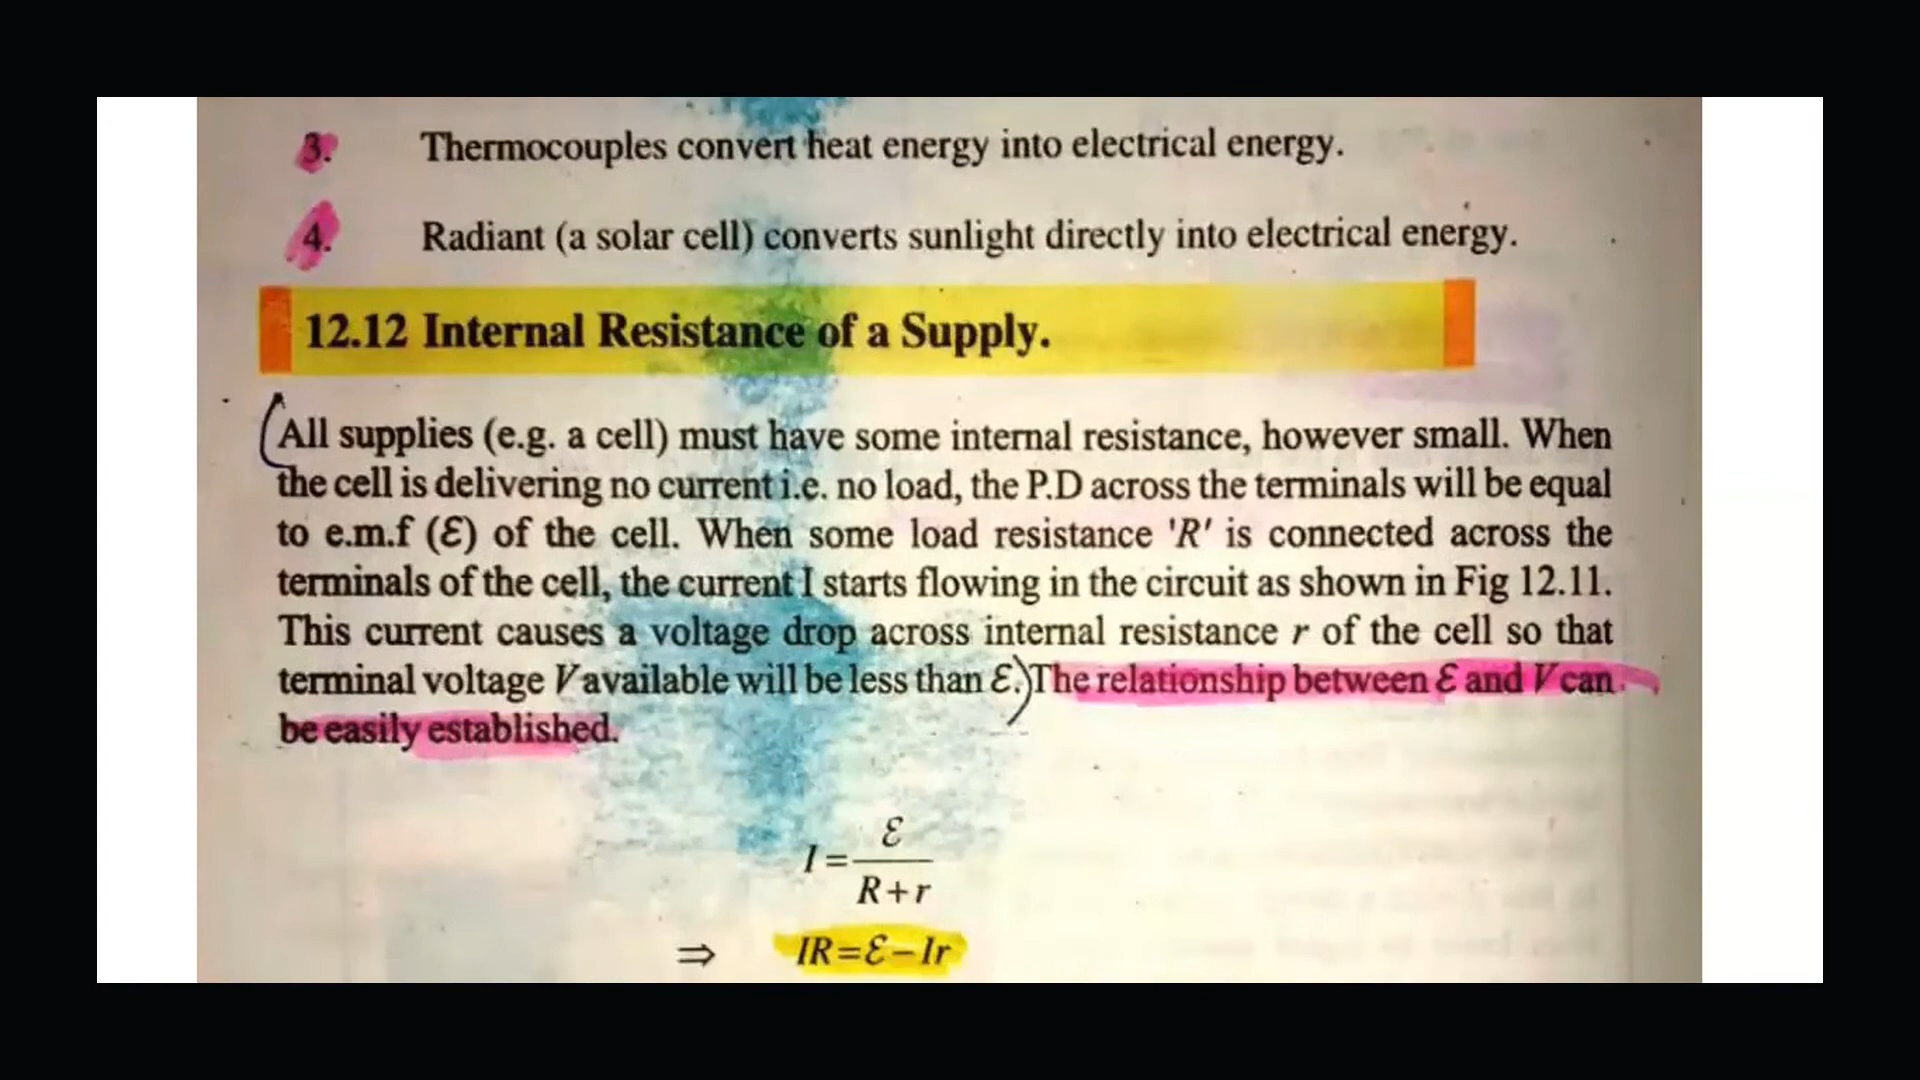 3. Thermocouples convert heat energy into electrical energy.
4. Radiant (a solar cell) converts sunlight directly into electrical energy.
12.12 Internal Resistance of a Supply.
All supplies (e.g. a cell) must have some internal resistance, however small. When
the cell is delivering no current i.e. no load, the P.D across the terminals will be equal
to e.m.f (Ɛ) of the cell. When some load resistance 'R' is connected across the
terminals of the cell, the current I starts flowing in the circuit as shown in Fig 12.11.
This current causes a voltage drop across internal resistance r of the cell so that
terminal voltage V available will be less than Ɛ. The relationship between Ɛ and V can
be easily established.
I = Ɛ / R+r
⇒ IR=Ɛ–Ir